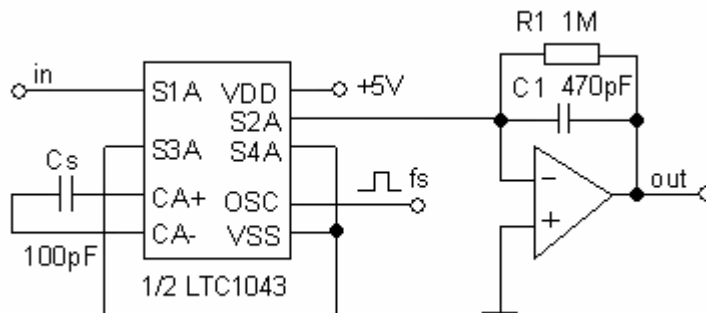 R1 1M
in
S1A VDD
+5V
C1 470pF
S2A
S3A S4A
Cs
fs
CA+ OSC
out
CA- VSS
100pF
1/2 LTC1043
−
+